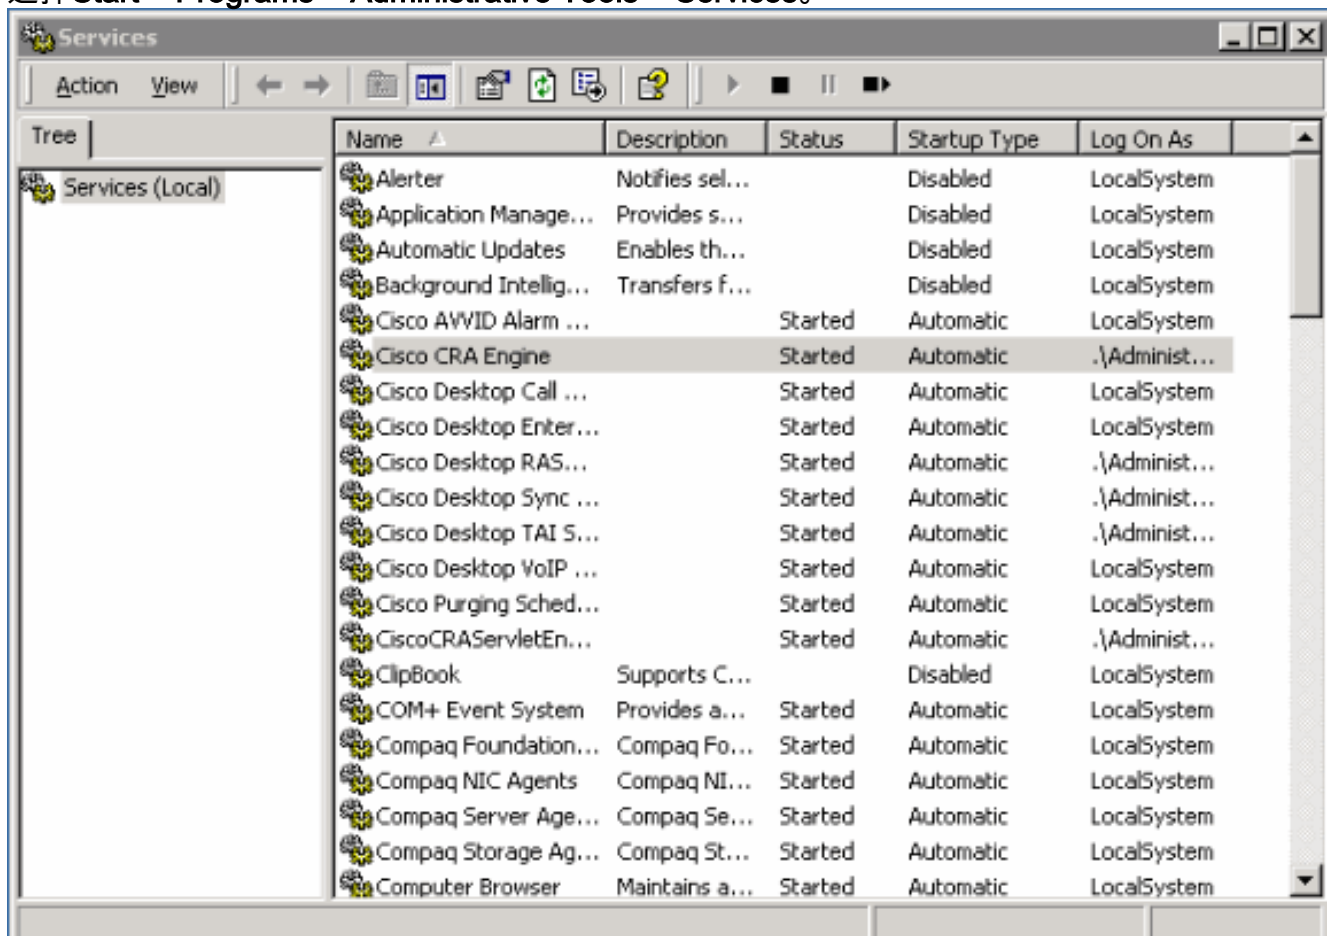 选择 Start > Programs > Administrative Tools > Services。
Services
Action View
Tree
Services (Local)
Name Description Status Startup Type Log On As
Alerter Notifies sel... Disabled LocalSystem
Application Manage... Provides s... Disabled LocalSystem
Automatic Updates Enables th... Disabled LocalSystem
Background Intellig... Transfers f... Disabled LocalSystem
Cisco AVVID Alarm ... Started Automatic LocalSystem
Cisco CRA Engine Started Automatic .\Administ...
Cisco Desktop Call ... Started Automatic LocalSystem
Cisco Desktop Enter... Started Automatic LocalSystem
Cisco Desktop RAS... Started Automatic .\Administ...
Cisco Desktop Sync ... Started Automatic .\Administ...
Cisco Desktop TAI S... Started Automatic .\Administ...
Cisco Desktop VoIP ... Started Automatic LocalSystem
Cisco Purging Sched... Started Automatic LocalSystem
CiscoCRAServletEn... Started Automatic .\Administ...
ClipBook Supports C... Disabled LocalSystem
COM+ Event System Provides a... Started Automatic LocalSystem
Compaq Foundation... Compaq Fo... Started Automatic LocalSystem
Compaq NIC Agents Compaq NI... Started Automatic LocalSystem
Compaq Server Age... Compaq Se... Started Automatic LocalSystem
Compaq Storage Ag... Compaq St... Started Automatic LocalSystem
Computer Browser Maintains a... Started Automatic LocalSystem